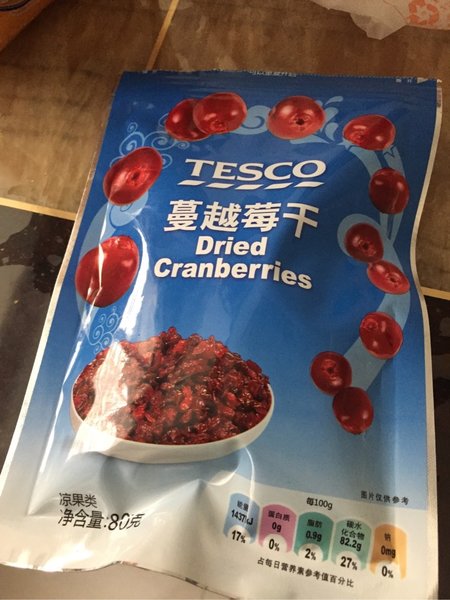 TESCO
蔓越莓干
Dried
Cranberries
凉果类
净含量:80克
每100g
图片仅供参考
能量
1437kJ
17%
蛋白质
0g
0%
脂肪
0.9g
2%
碳水
化合物
82.2g
27%
钠
0mg
0%
占每日营养素参考值百分比